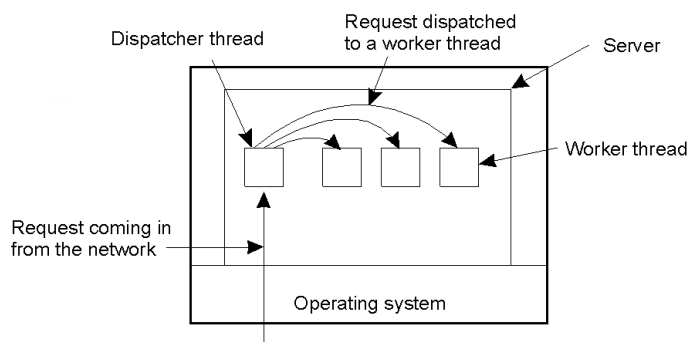 Request dispatched
to a worker thread
Dispatcher thread
Server
Worker thread
Request coming in
from the network
Operating system